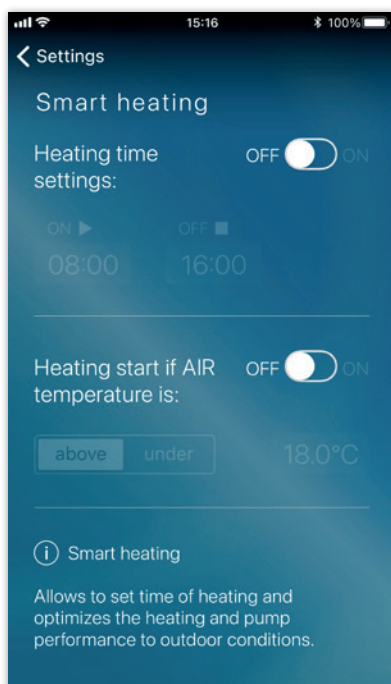 15:16 100%
Settings
Smart heating
Heating time OFF ON
settings:
ON OFF
08:00 16:00
Heating start if AIR OFF ON
temperature is:
above under 18.0°C
i Smart heating
Allows to set time of heating and
optimizes the heating and pump
performance to outdoor conditions.